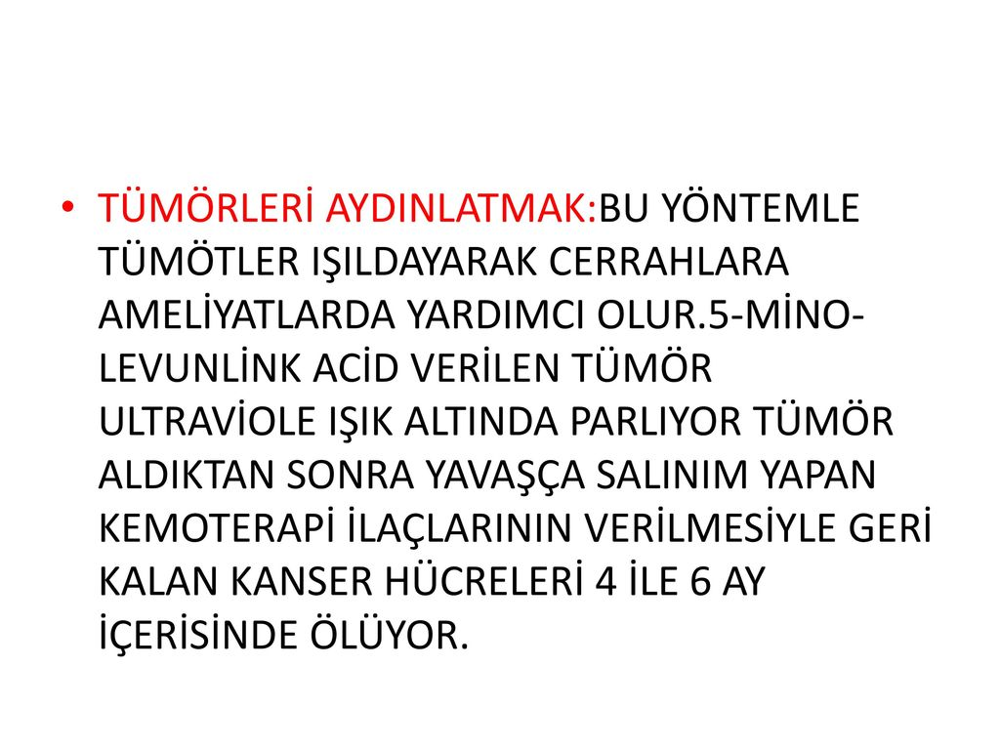 • TÜMÖRLERİ AYDINLATMAK:BU YÖNTEMLE
TÜMÖTLER IŞILDAYARAK CERRAHLARA
AMELİYATLARDA YARDIMCI OLUR.5-MİNO-
LEVUNLİNK ACİD VERİLEN TÜMÖR
ULTRAVİOLE IŞIK ALTINDA PARLIYOR TÜMÖR
ALDIKTAN SONRA YAVAŞÇA SALINIM YAPAN
KEMOTERAPİ İLAÇLARININ VERİLMESİYLE GERİ
KALAN KANSER HÜCRELERİ 4 İLE 6 AY
İÇERİSİNDE ÖLÜYOR.